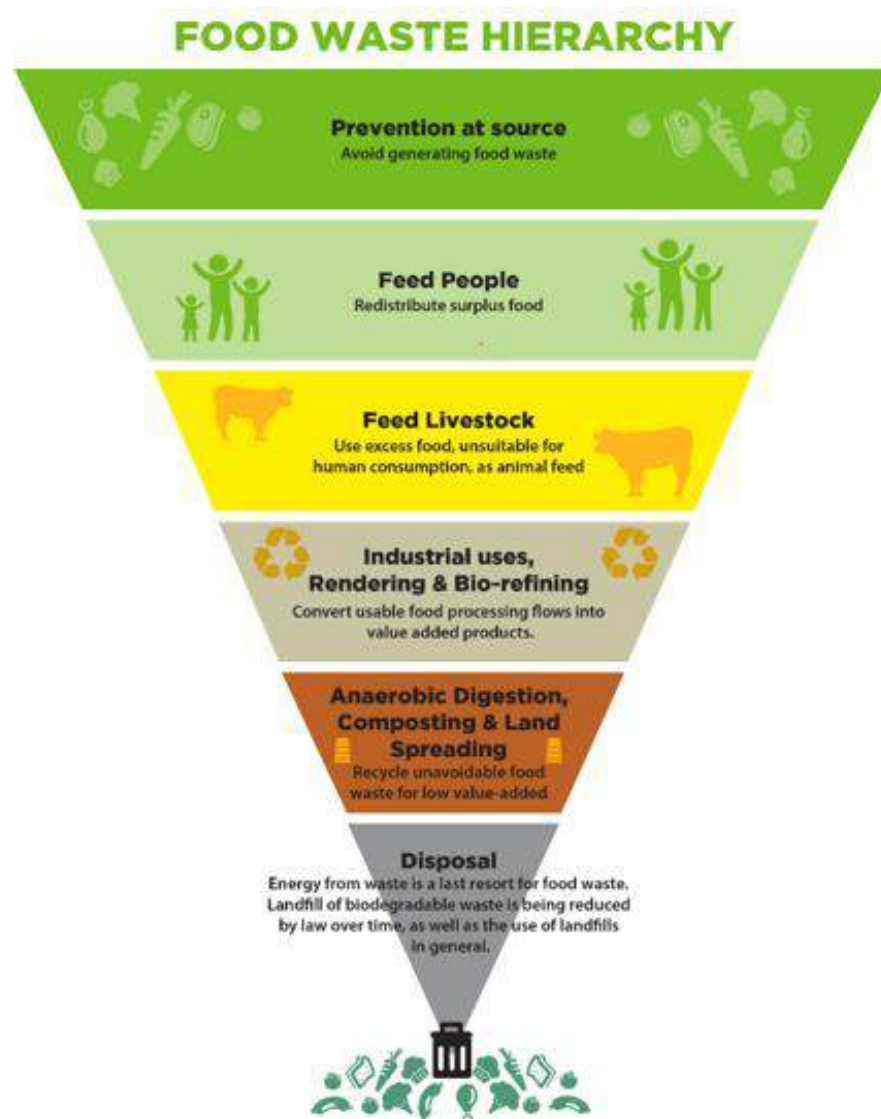 FOOD WASTE HIERARCHY
Prevention at source
Avoid generating food waste
Feed People
Redistribute surplus food
Feed Livestock
Use excess food, unsuitable for
human consumption, as animal feed
Industrial uses,
Rendering & Bio-refining
Convert usable food processing flows into
value added products.
Anaerobic Digestion,
Composting & Land
Spreading
Recycle unavoidable food
waste for low value-added
Disposal
Energy from waste is a last resort for food waste.
Landfill of biodegradable waste is being reduced
by law over time, as well as the use of landfills
in general.